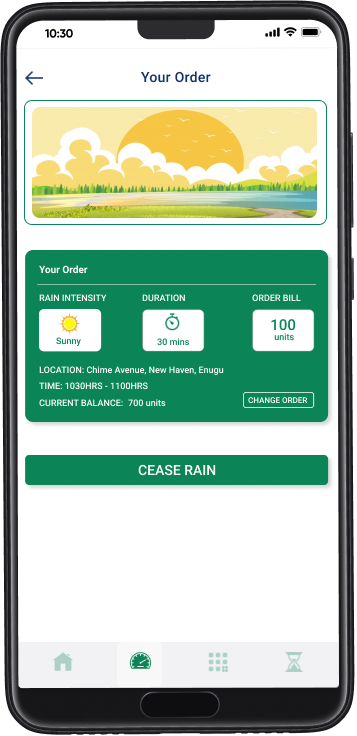 10:30
Your Order
Your Order
RAIN INTENSITY DURATION ORDER BILL
Sunny 30 mins 100 units
LOCATION: Chime Avenue, New Haven, Enugu
TIME: 1030HRS - 1100HRS
CURRENT BALANCE: 700 units CHANGE ORDER
CEASE RAIN